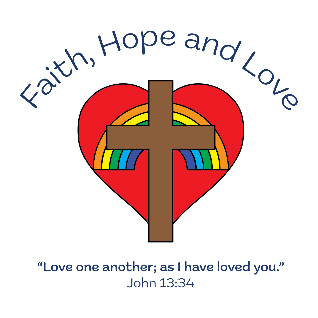 Faith, Hope and Love
“Love one another; as I have loved you.”
John 13:34